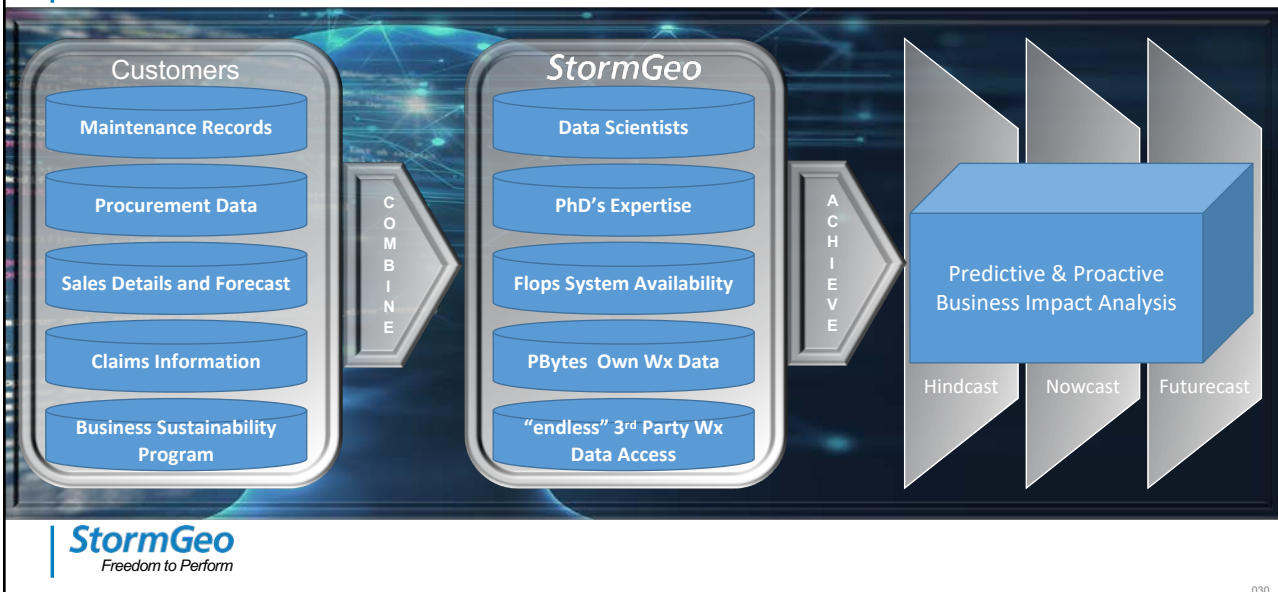 Customers
Maintenance Records
Procurement Data
Sales Details and Forecast
Claims Information
Business Sustainability
Program
COMBINE
StormGeo
Data Scientists
PhD's Expertise
Flops System Availability
PBytes Own Wx Data
“endless” 3rd Party Wx
Data Access
ACHIEVE
Predictive & Proactive
Business Impact Analysis
Hindcast
Nowcast
Futurecast
StormGeo
Freedom to Perform
030